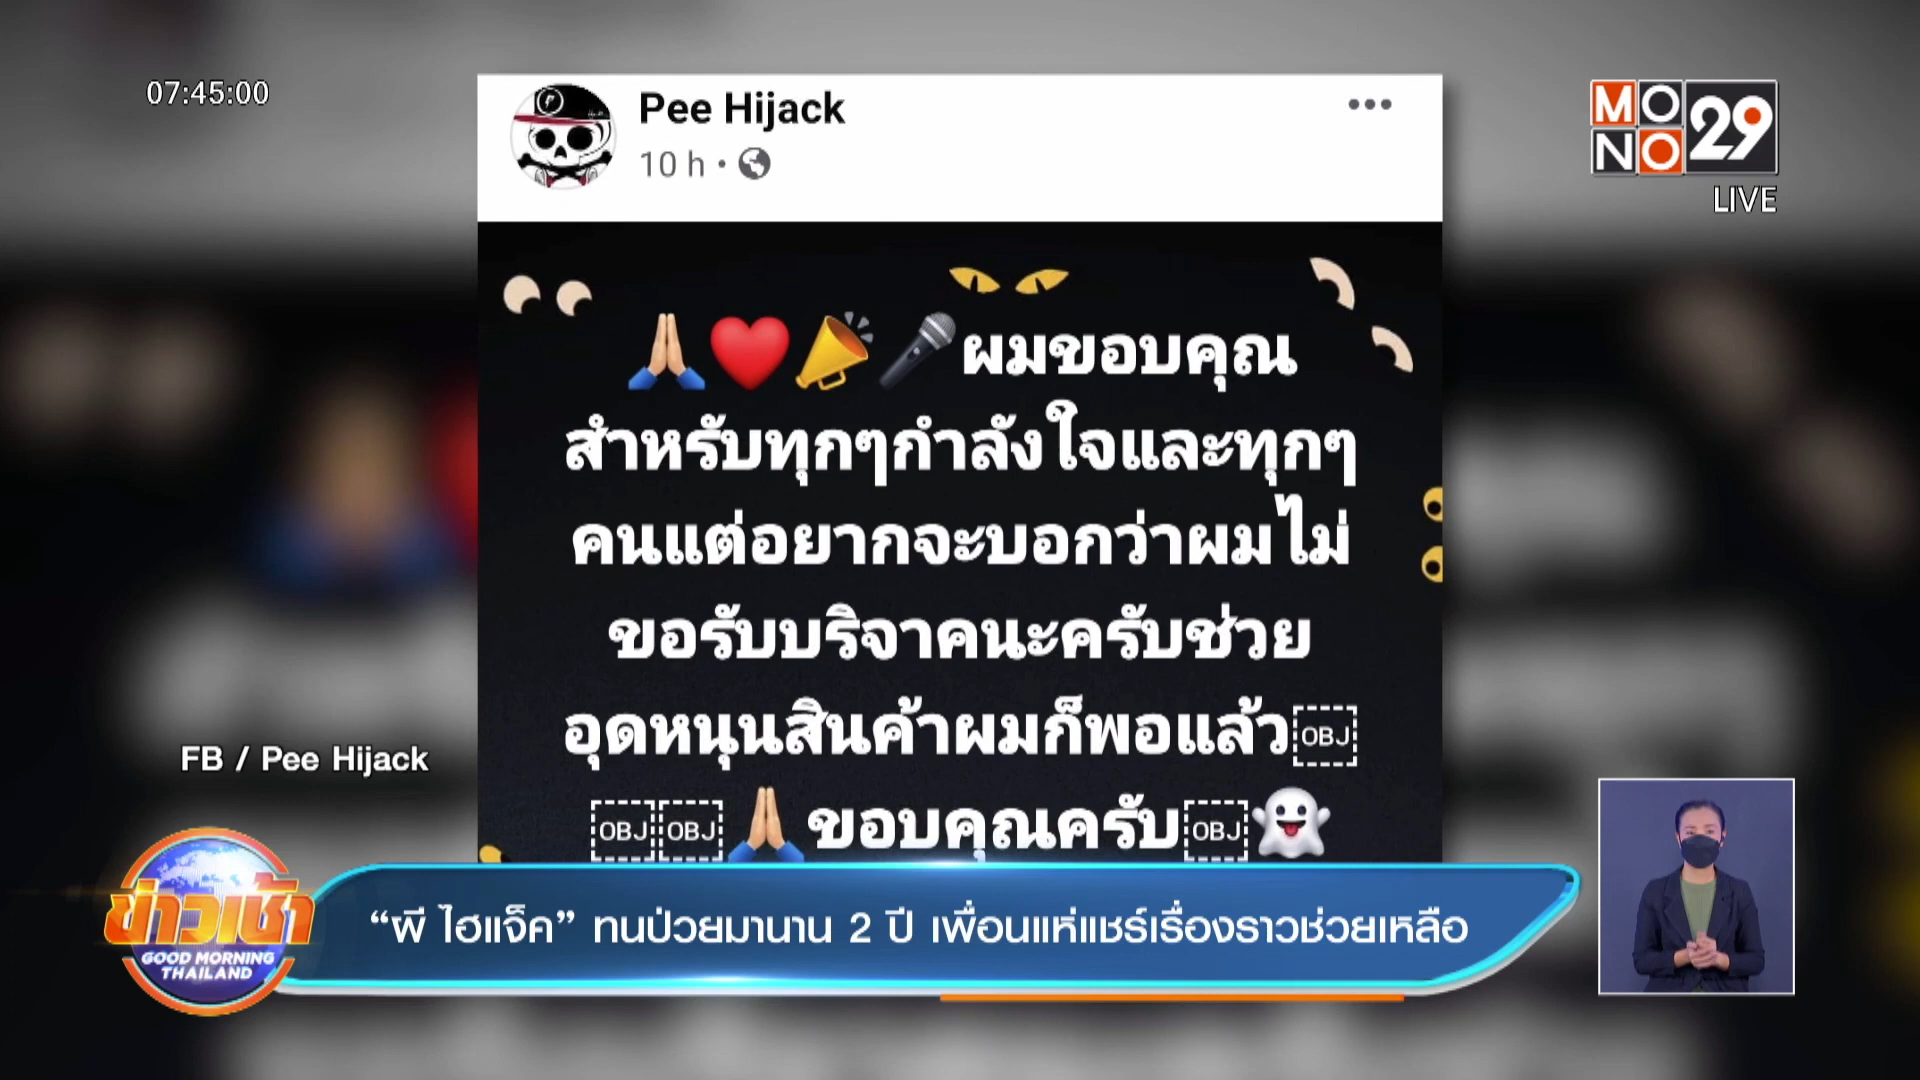 07:45:00
Pee Hijack
10 h
MONO 29
LIVE
ผมขอบคุณ
สำหรับทุกๆกำลังใจและทุกๆ
คนแต่อยากจะบอกว่าผมไม่
ขอรับบริจาคนะครับช่วย
อุดหนุนสินค้าผมก็พอแล้ว OBJ
OBJ OBJ ขอบคุณครับ OBJ
FB / Pee Hijack
ข่าวเช้า
GOOD MORNING
THAILAND
“ผี ไฮแจ็ค” ทนป่วยมานาน 2 ปี เพื่อนแห่แชร์เรื่องราวช่วยเหลือ